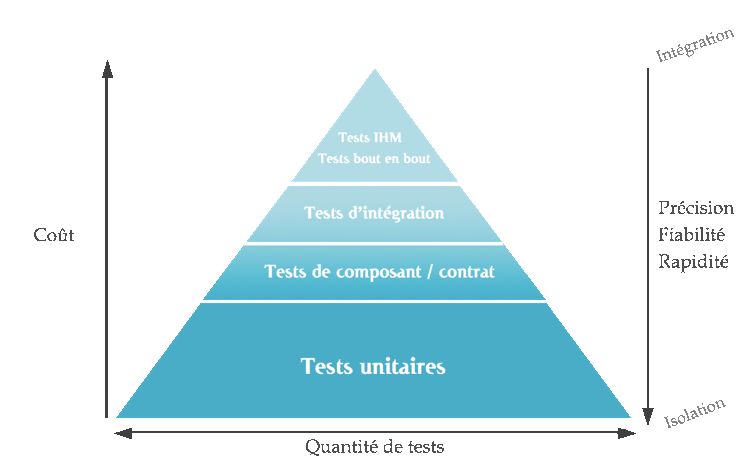 Intégration
Tests IHM
Tests bout en bout
Tests d'intégration
Coût
Précision
Fiabilité
Rapidité
Tests de composant / contrat
Tests unitaires
Isolation
Quantité de tests